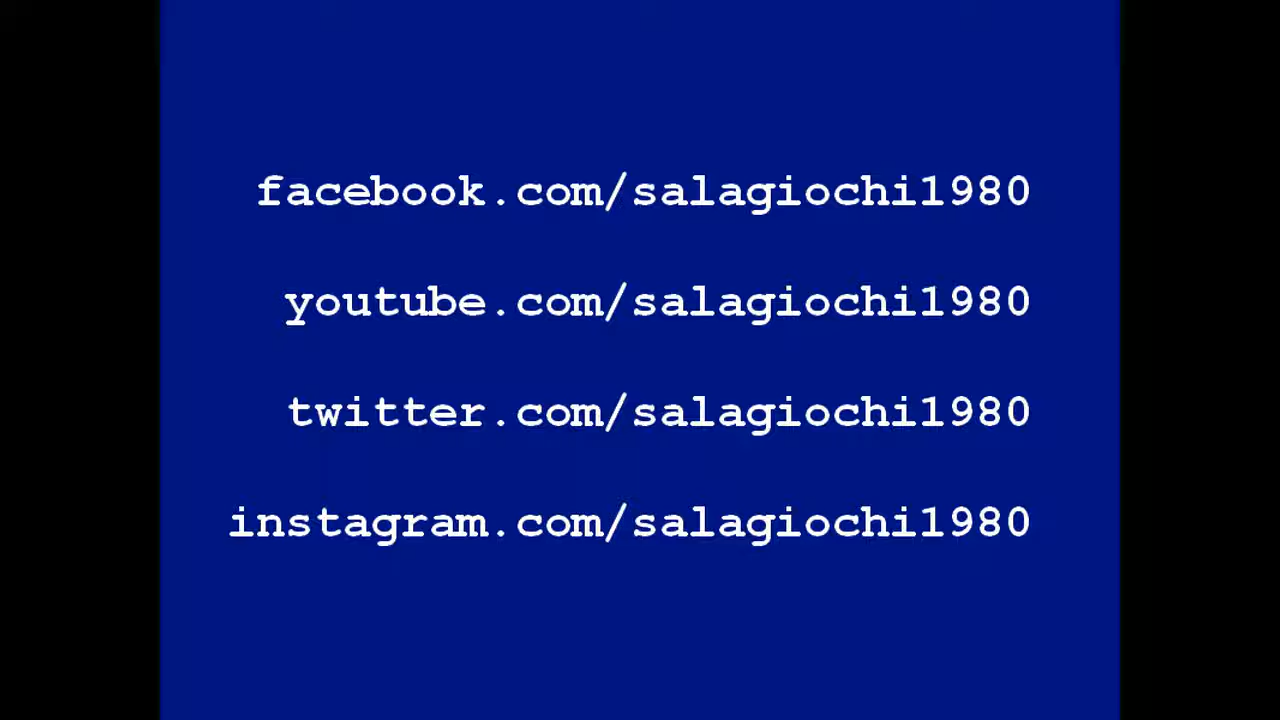 facebook.com/salagiochi1980
youtube.com/salagiochi1980
twitter.com/salagiochi1980
instagram.com/salagiochi1980